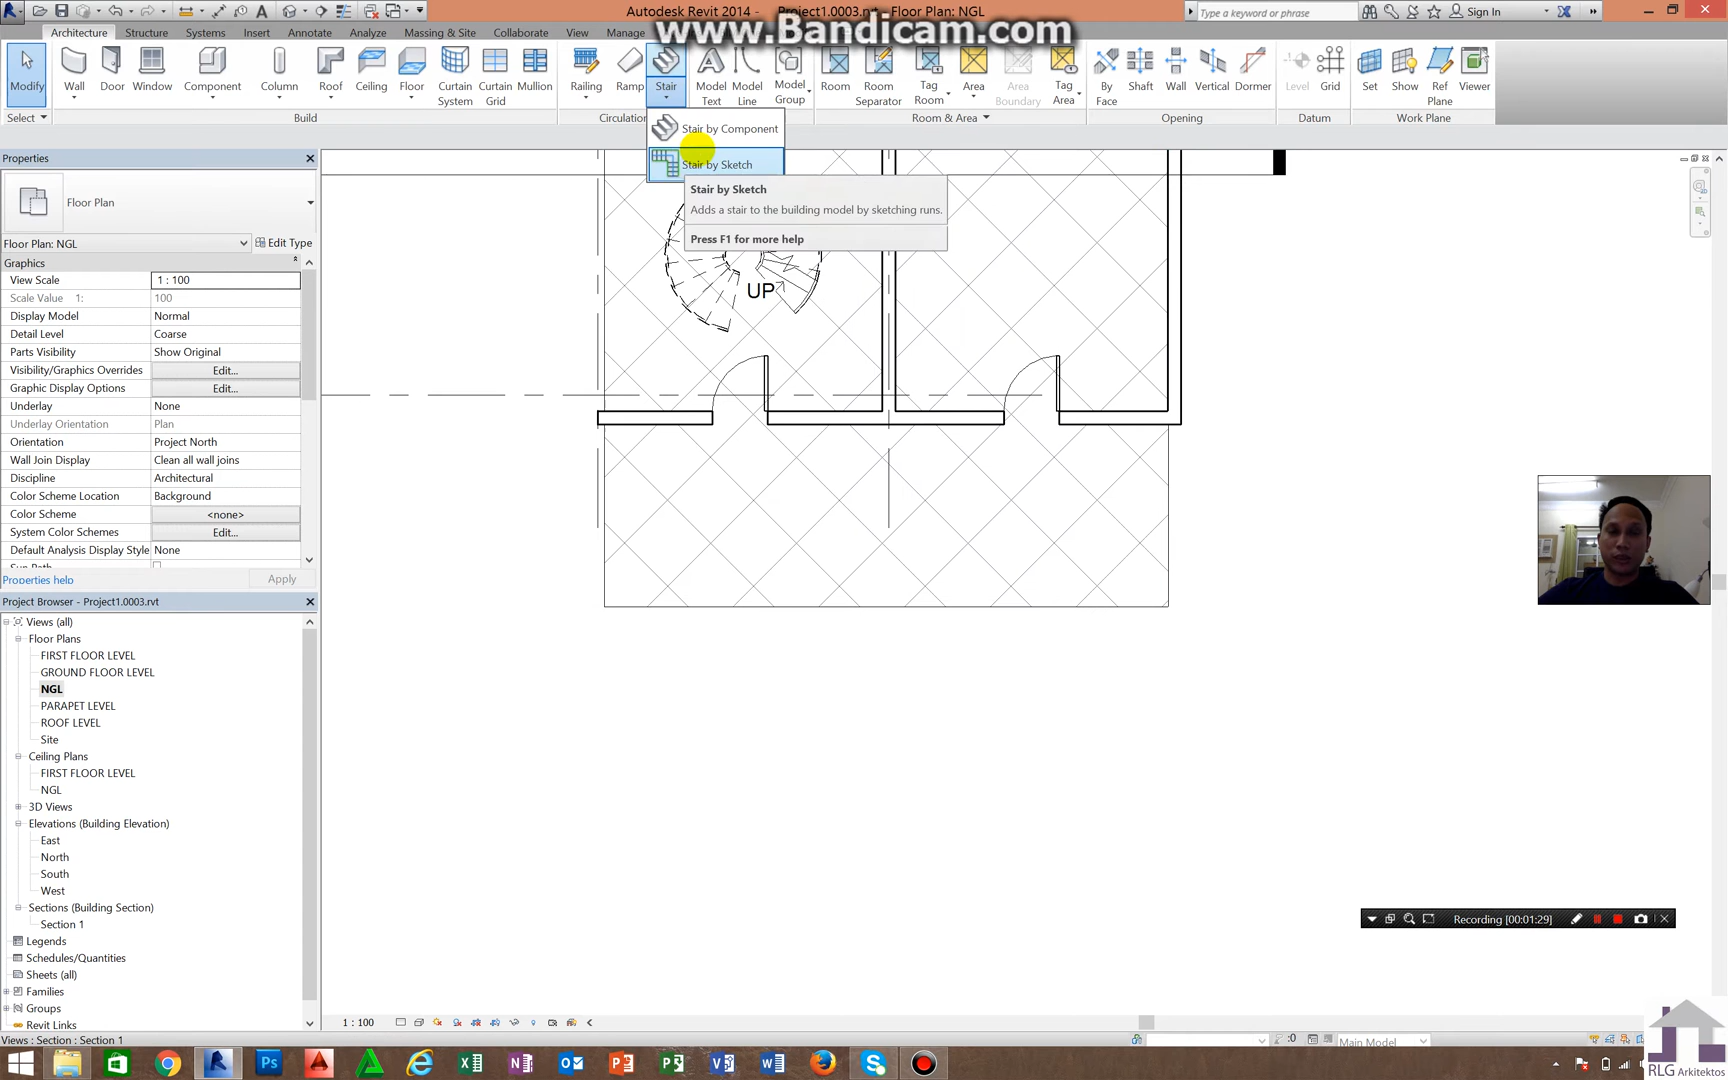 Autodesk Revit 2014 - Project1.0003.rvt - Floor Plan: NGL
Type a keyword or phrase
Sign In
www.Bandicam.com
Architecture Structure Systems Insert Annotate Analyze Massing & Site Collaborate View Manage
Modify Wall Door Window Component Column Roof Ceiling Floor Curtain System Curtain Grid Mullion Railing Ramp Stair Model Text Model Line Model Group Room Room Separator Tag Room Area Area Boundary Tag Area By Face Shaft Wall Vertical Dormer Level Grid Set Show Ref Plane Viewer
Select Build Room & Area Opening Datum Work Plane
Stair by Component
Stair by Sketch
Stair by Sketch
Adds a stair to the building model by sketching runs.
Press F1 for more help
UP
Properties
Floor Plan
Floor Plan: NGL Edit Type
Graphics
View Scale 1 : 100
Scale Value 1: 100
Display Model Normal
Detail Level Coarse
Parts Visibility Show Original
Visibility/Graphics Overrides Edit...
Graphic Display Options Edit...
Underlay None
Underlay Orientation Plan
Orientation Project North
Wall Join Display Clean all wall joins
Discipline Architectural
Color Scheme Location Background
Color Scheme <none>
System Color Schemes Edit...
Default Analysis Display Style None
Properties help Apply
Project Browser - Project1.0003.rvt
Views (all)
Floor Plans
FIRST FLOOR LEVEL
GROUND FLOOR LEVEL
NGL
PARAPET LEVEL
ROOF LEVEL
Site
Ceiling Plans
FIRST FLOOR LEVEL
NGL
3D Views
Elevations (Building Elevation)
East
North
South
West
Sections (Building Section)
Section 1
Legends
Schedules/Quantities
Sheets (all)
Families
Groups
Revit Links
Recording [00:01:29]
1 : 100
Views : Section : Section 1
:0
Main Model
RLG Arkitektos